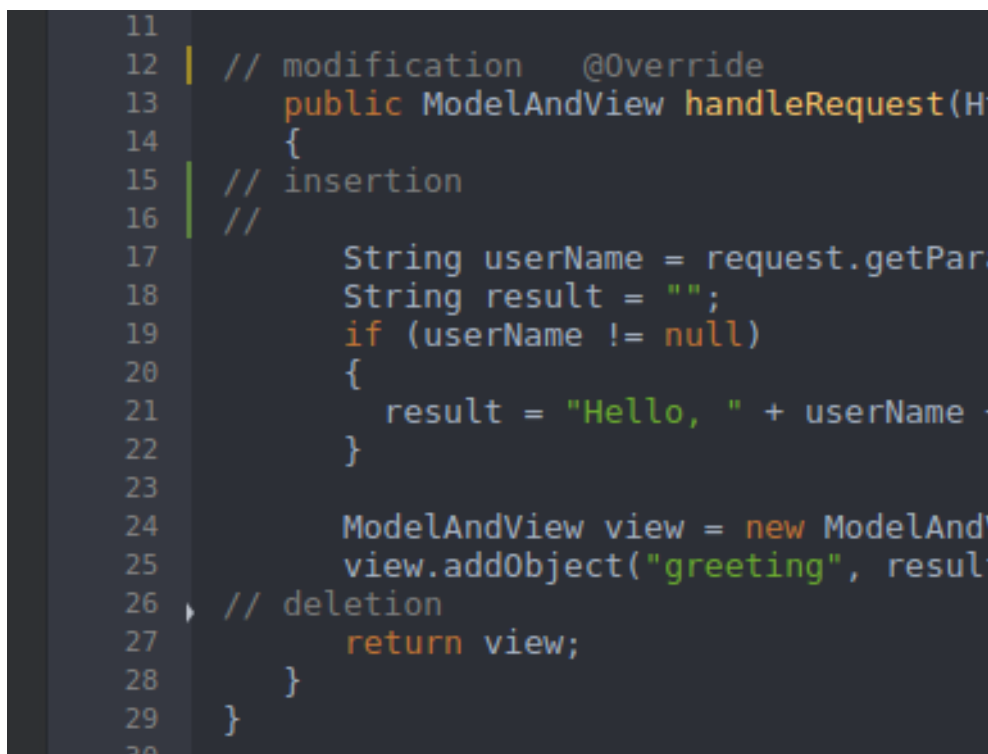 11
12 // modification   @Override
13    public ModelAndView handleRequest(H
14    {
15 // insertion
16 //
17       String userName = request.getPar
18       String result = "";
19       if (userName != null)
20       {
21         result = "Hello, " + userName
22       }
23
24       ModelAndView view = new ModelAnd
25       view.addObject("greeting", resul
26 // deletion
27       return view;
28    }
29 }